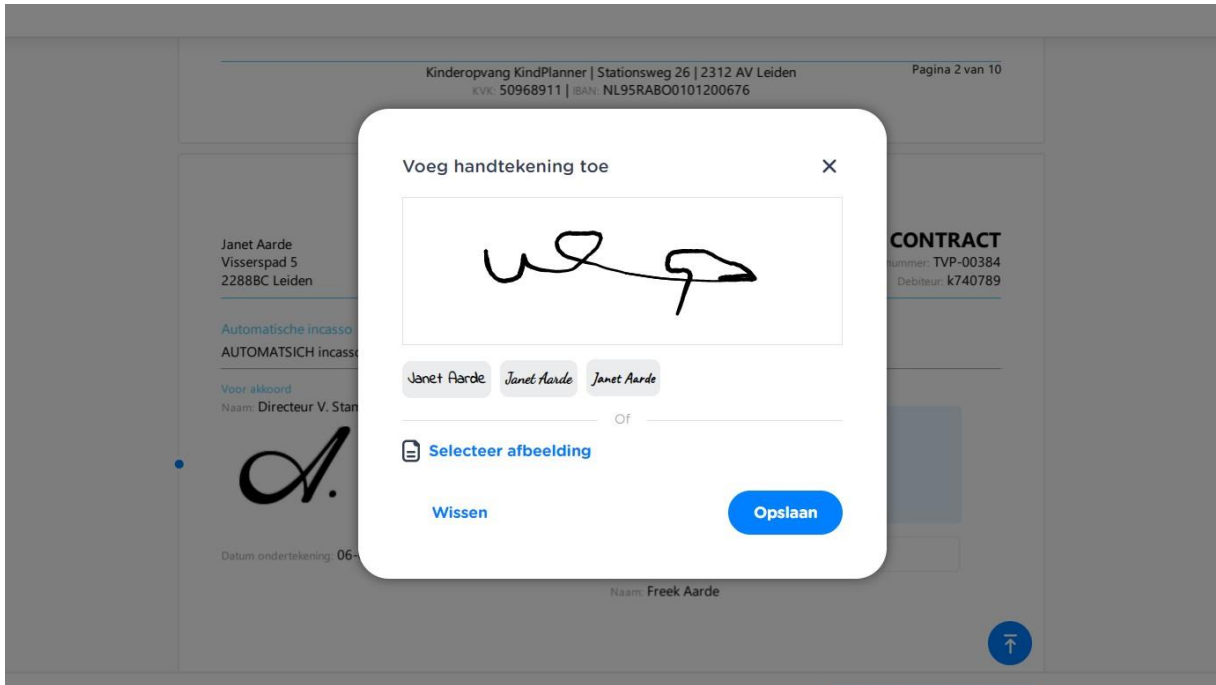 Kinderopvang KindPlanner | Stationsweg 26 | 2312 AV Leiden
Pagina 2 van 10
KVK: 50968911 | IBAN: NL95RABO0101200676
Voeg handtekening toe
Janet Aarde
Visserspad 5
2288BC Leiden
CONTRACT
nummer: TVP-00384
Debiteur: k740789
Automatische incasso
AUTOMATSICH incasso
Voor akkoord
Naam: Directeur V. Stam
A.
Janet Aarde Janet Aarde Janet Aarde
Of
Selecteer afbeelding
Wissen
Opslaan
Datum ondertekening: 06-
Naam: Freek Aarde